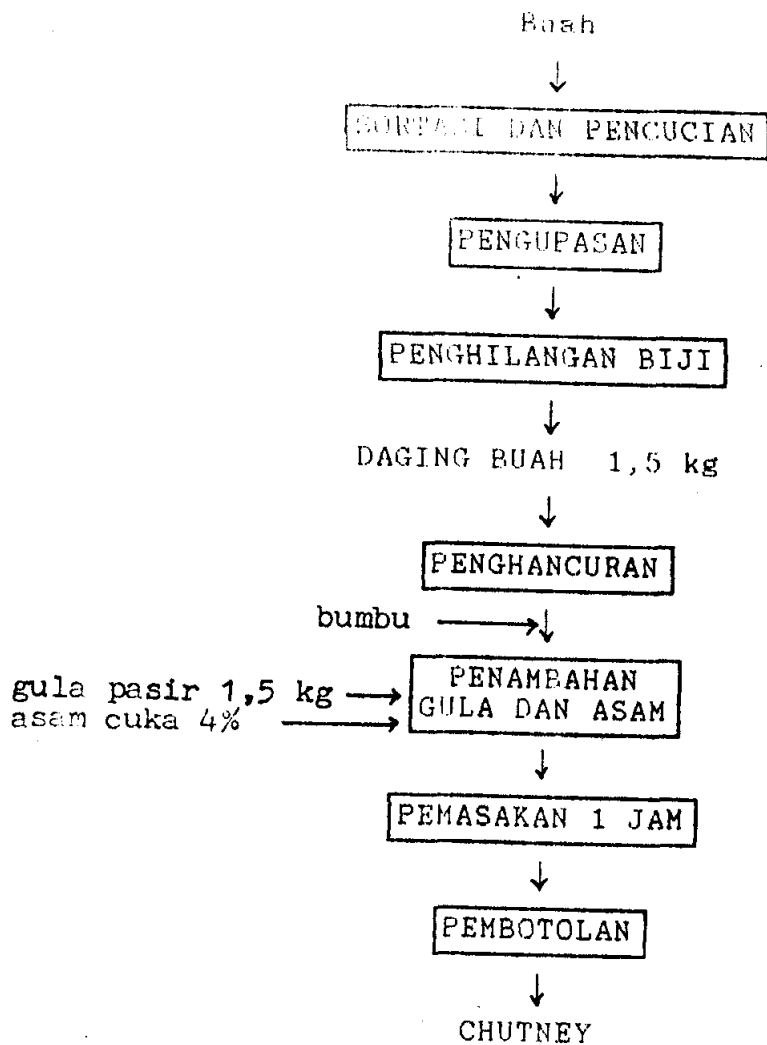 Buah
SORTASI DAN PENCUCIAN
PENGUPASAN
PENGHILANGAN BIJI
DAGING BUAH 1,5 kg
PENGHANCURAN
bumbu
gula pasir 1,5 kg
asam cuka 4%
PENAMBAHAN
GULA DAN ASAM
PEMASAKAN 1 JAM
PEMBOTOLAN
CHUTNEY